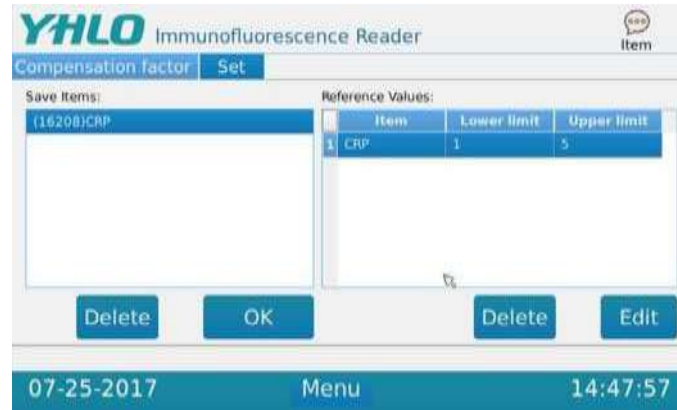 YHLO Immunofluorescence Reader
Item
Compensation factor Set
Save Items: Reference Values:
(16208)CRP
Item Lower limit Upper limit
1 CRP 1 5
Delete OK Delete Edit
07-25-2017 Menu 14:47:57